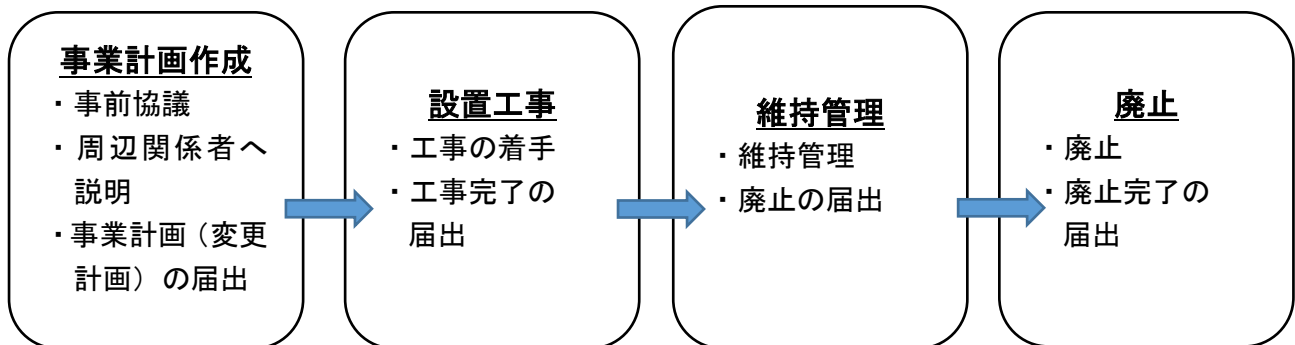 事業計画作成
・事前協議
・周辺関係者へ
説明
・事業計画（変更
計画）の届出
設置工事
・工事の着手
・工事完了の
届出
維持管理
・維持管理
・廃止の届出
廃止
・廃止
・廃止完了の
届出